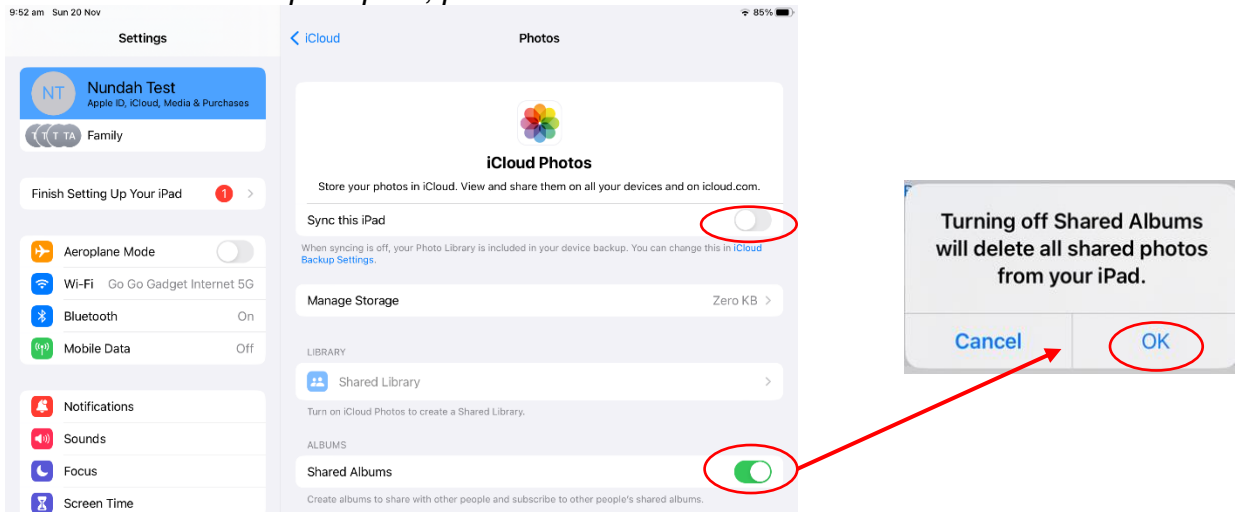 9:52 am Sun 20 Nov
85%
Settings
NT
Nundah Test
Apple ID, iCloud, Media & Purchases
T T T TA Family
Finish Setting Up Your iPad 1
Aeroplane Mode
Wi-Fi Go Go Gadget Internet 5G
Bluetooth On
Mobile Data Off
Notifications
Sounds
Focus
Screen Time
iCloud
Photos
iCloud Photos
Store your photos in iCloud. View and share them on all your devices and on icloud.com.
Sync this iPad
When syncing is off, your Photo Library is included in your device backup. You can change this in iCloud
Backup Settings.
Manage Storage Zero KB
LIBRARY
Shared Library
Turn on iCloud Photos to create a Shared Library.
ALBUMS
Shared Albums
Create albums to share with other people and subscribe to other people's shared albums.
Turning off Shared Albums
will delete all shared photos
from your iPad.
Cancel OK